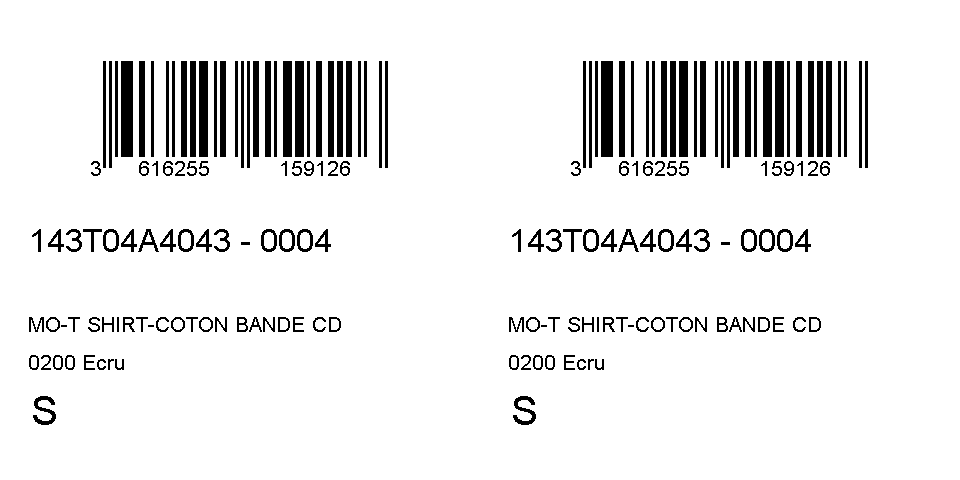 3 616255 159126
143T04A4043 - 0004
MO-T SHIRT-COTON BANDE CD
0200 Ecru
S
3 616255 159126
143T04A4043 - 0004
MO-T SHIRT-COTON BANDE CD
0200 Ecru
S